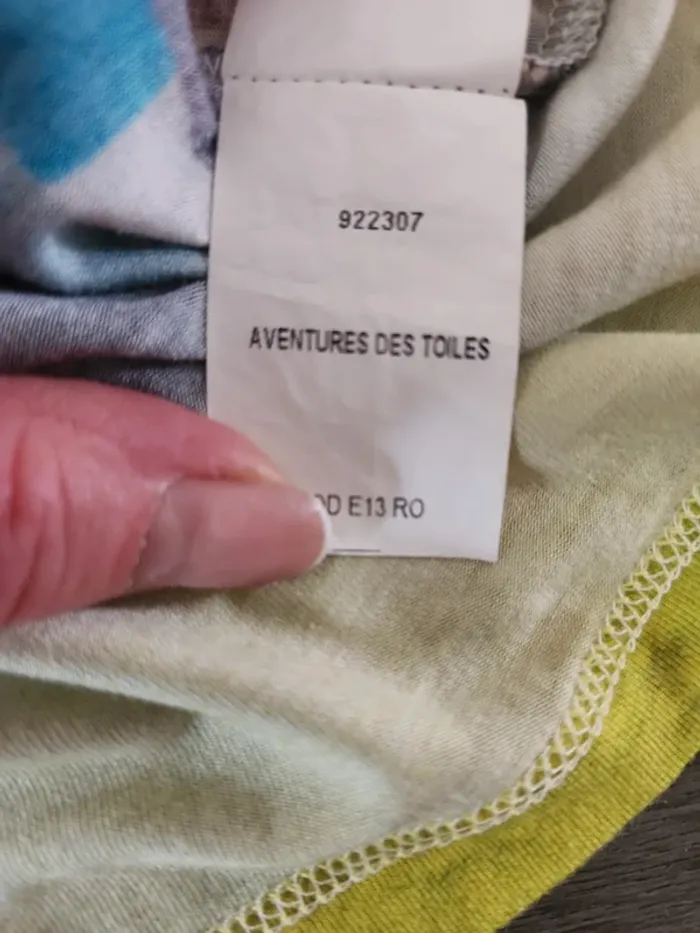 922307
AVENTURES DES TOILES
E13 RO